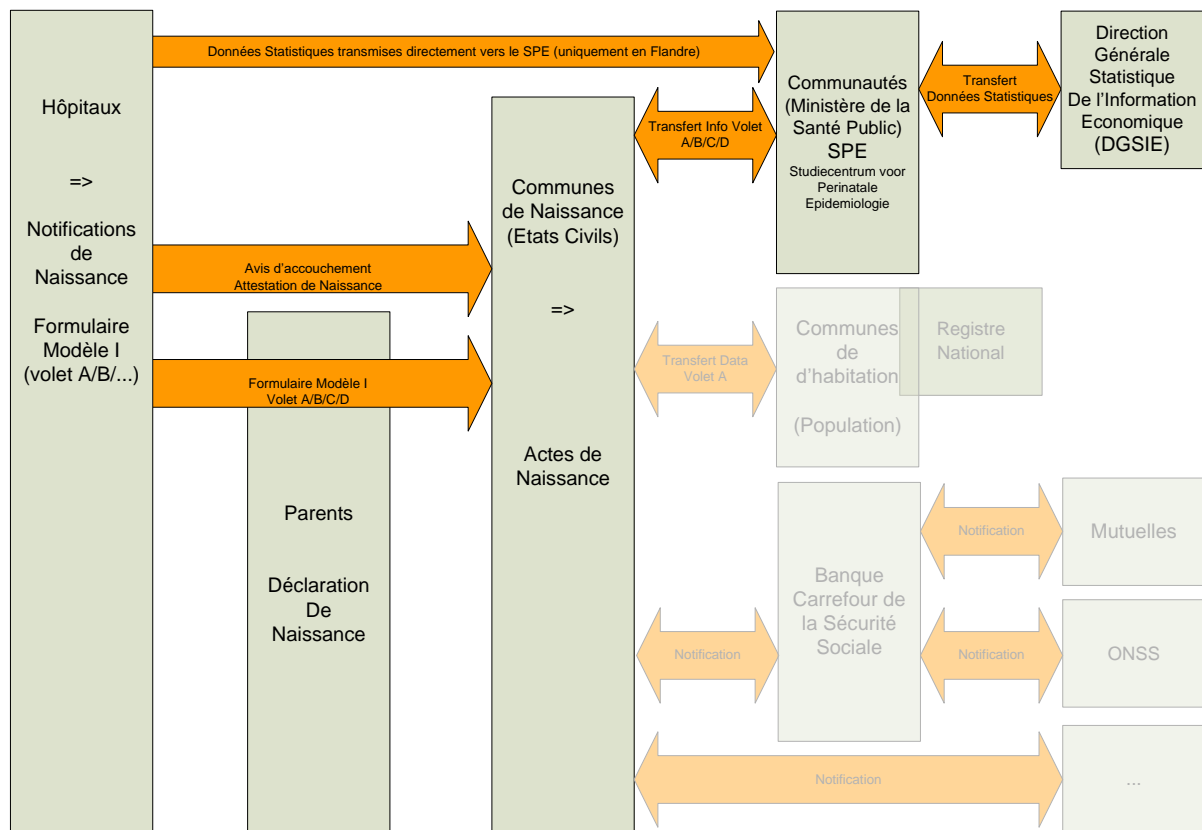 Données Statistiques transmises directement vers le SPE (uniquement en Flandre)
Hôpitaux
=>
Notifications
de
Naissance
Formulaire
Modèle I
(volet A/B/...)
Avis d'accouchement
Attestation de Naissance
Formulaire Modèle I
Volet A/B/C/D
Parents
Déclaration
De
Naissance
Communes
de Naissance
(Etats Civils)
=>
Actes de
Naissance
Transfert Info Volet
A/B/C/D
Communautés
(Ministère de la
Santé Public)
SPE
Studiecentrum voor
Perinatale
Epidemiologie
Transfert
Données Statistiques
Direction
Générale
Statistique
De l'Information
Economique
(DGSIE)
Transfert Data
Volet A
Communes
de
d'habitation
(Population)
Registre
National
Notification
Banque
Carrefour de
la Sécurité
Sociale
Notification
Mutuelles
Notification
ONSS
Notification
...